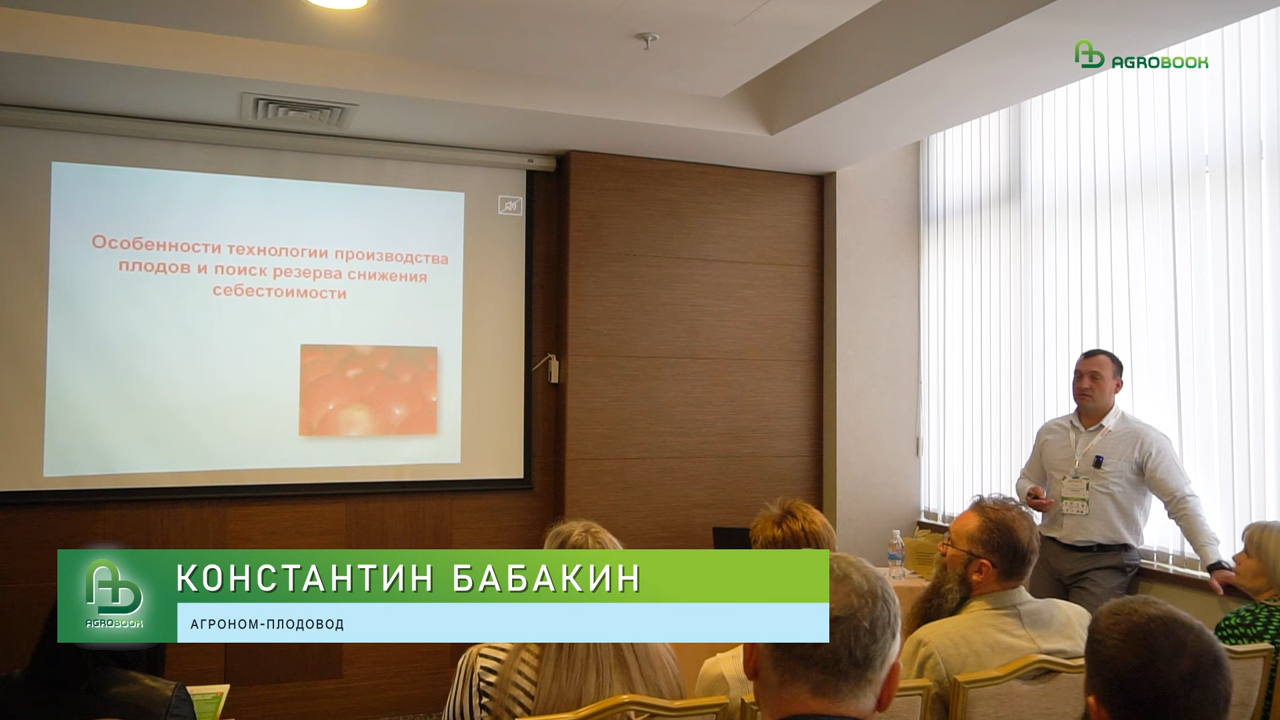 AGROBOOK
Особенности технологии производства
плодов и поиск резерва снижения
себестоимости
КОНСТАНТИН БАБАКИН
АГРОНОМ-ПЛОДОВОД
AGROBOOK